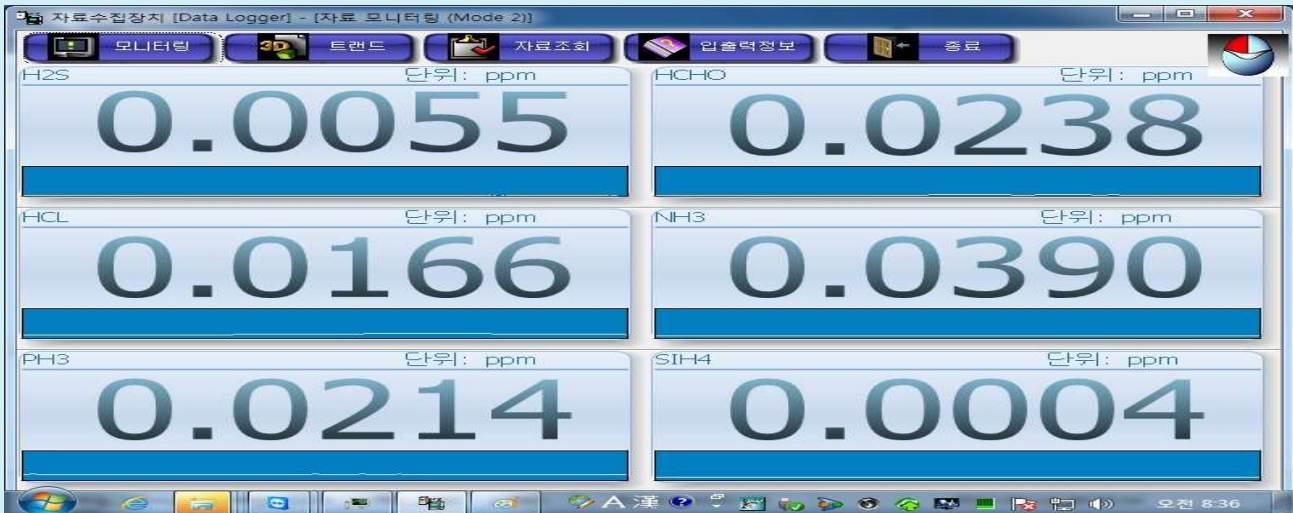 자료수집장치 [Data Logger] - [자료 모니터링 (Mode 2)]
모니터링 3D 트랜드 자료조회 입출력정보 종료
H2S 단위: ppm
0.0055
HCHO 단위: ppm
0.0238
HCL 단위: ppm
0.0166
NH3 단위: ppm
0.0390
PH3 단위: ppm
0.0214
SIH4 단위: ppm
0.0004
A 漢 오전 8:36